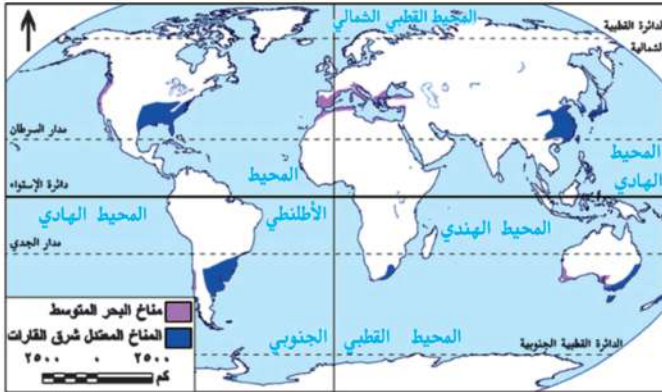 المحيط القطبي الشمالي
الدائرة القطبية
الشمالية
مدار السرطان
المحيط
الهادي
المحيط
دائرة الإستواء
المحيط الهادي
الأطلنطي
المحيط الهندي
مدار الجدي
مناخ البحر المتوسط
المناخ المعتدل شرق القارات
٢٥٠٠ ٠ ٢٥٠٠
كم
المحيط القطبي الجنوبي
الدائرة القطبية الجنوبية